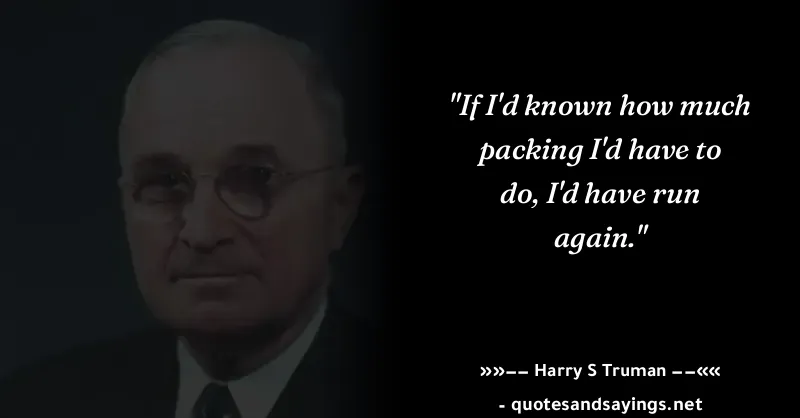 "If I'd known how much
packing I'd have to
do, I'd have run
again."
»»–– Harry S Truman ––««
- quotesandsayings.net